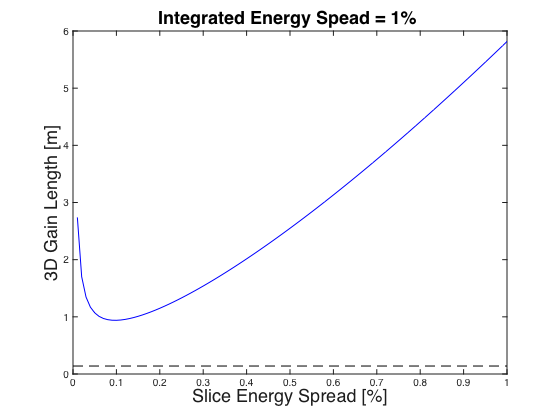 Integrated Energy Spead = 1%
3D Gain Length [m]
6
5
4
3
2
1
0
0 0.1 0.2 0.3 0.4 0.5 0.6 0.7 0.8 0.9 1
Slice Energy Spread [%]